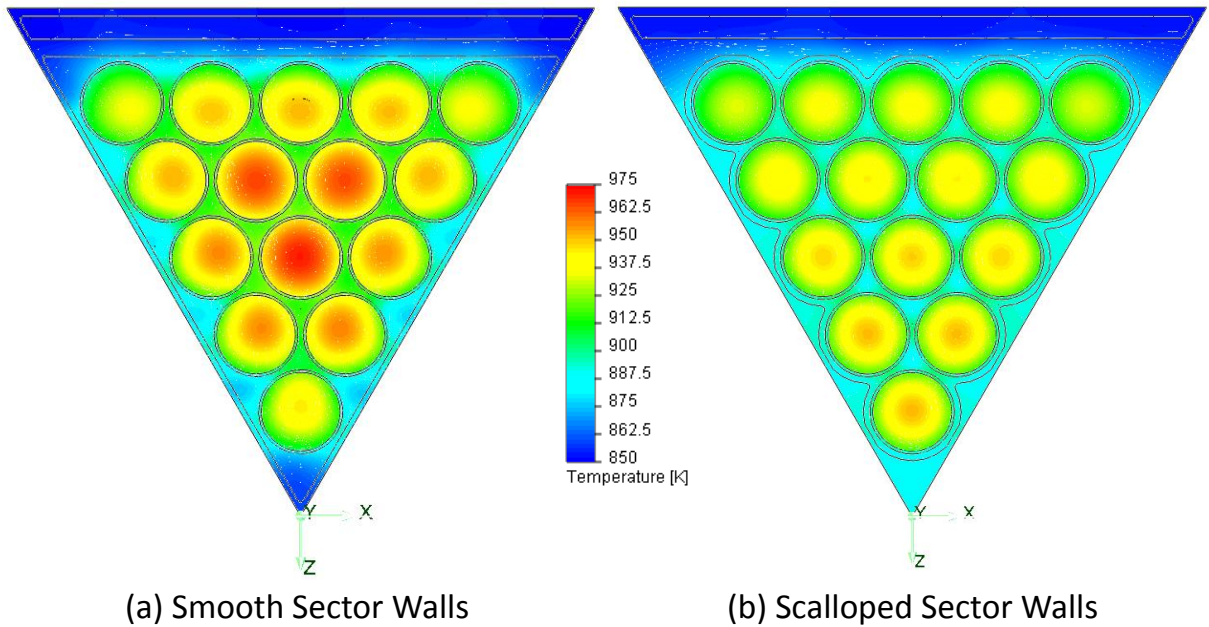 975
962.5
950
937.5
925
912.5
900
887.5
875
862.5
850
Temperature [K]
Y X
Z
Y X
Z
(a) Smooth Sector Walls
(b) Scalloped Sector Walls